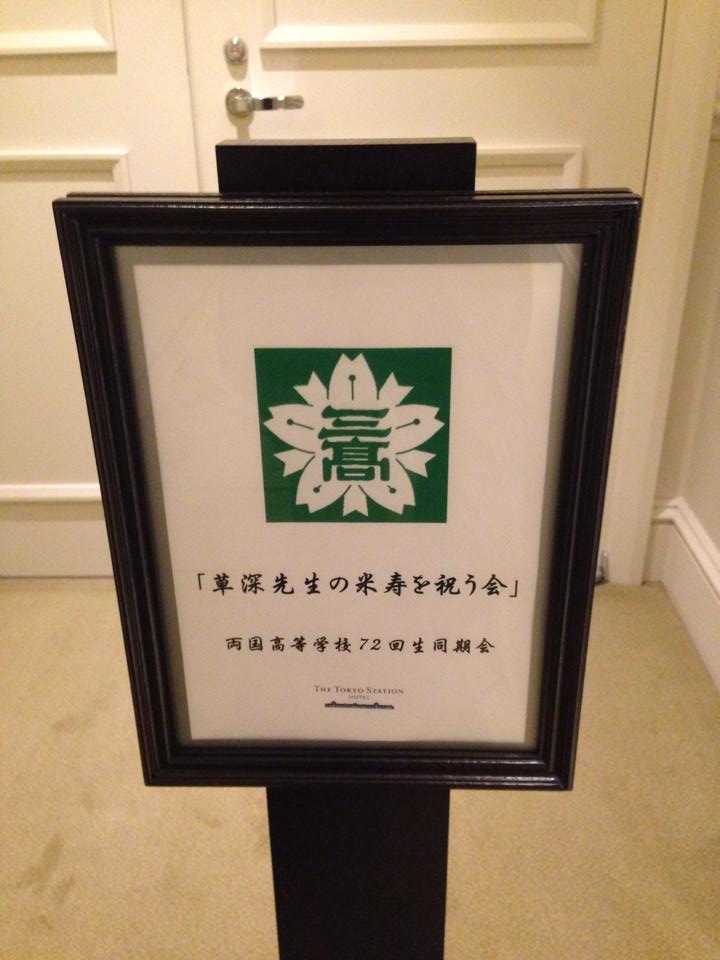 三高
「草深先生の米寿を祝う会」
両国高等学校72回生同期会
THE TOKYO STATION
HOTEL